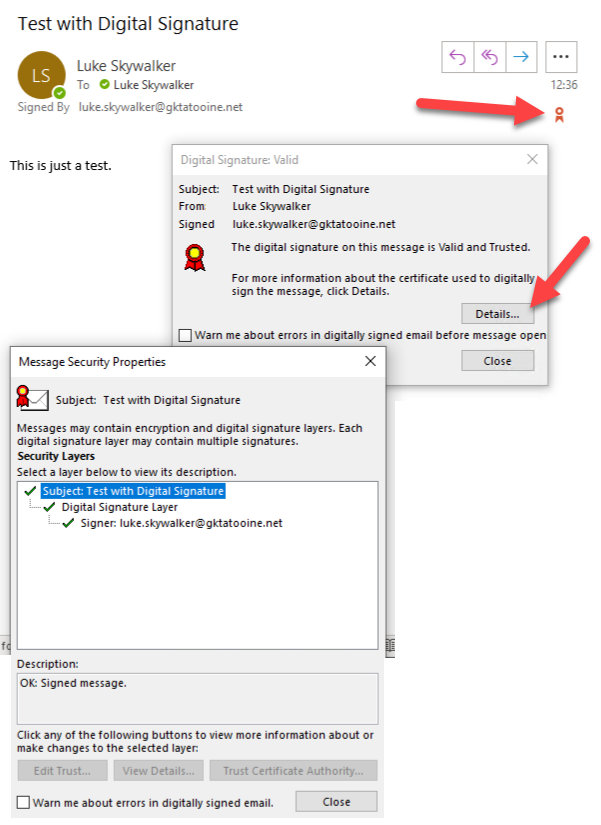 Test with Digital Signature
LS
Luke Skywalker
To Luke Skywalker
12:36
Signed By luke.skywalker@gktatooine.net
This is just a test.
Digital Signature: Valid
Subject: Test with Digital Signature
From: Luke Skywalker
Signed luke.skywalker@gktatooine.net
The digital signature on this message is Valid and Trusted.
For more information about the certificate used to digitally
sign the message, click Details.
Details...
Warn me about errors in digitally signed email before message open
Close
Message Security Properties
Subject: Test with Digital Signature
Messages may contain encryption and digital signature layers. Each
digital signature layer may contain multiple signatures.
Security Layers
Select a layer below to view its description.
Subject: Test with Digital Signature
Digital Signature Layer
Signer: luke.skywalker@gktatooine.net
Description:
OK: Signed message.
Click any of the following buttons to view more information about or
make changes to the selected layer:
Edit Trust... View Details... Trust Certificate Authority...
Warn me about errors in digitally signed email.
Close